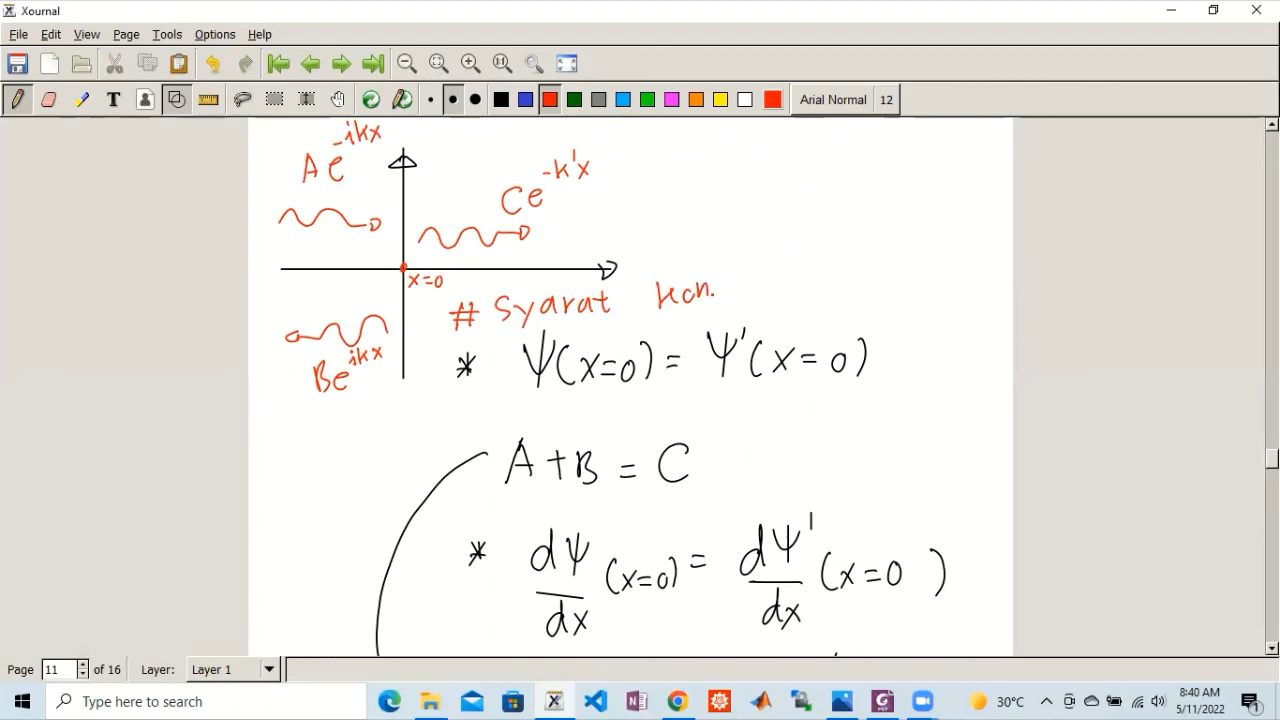 Xournal
File Edit View Page Tools Options Help
Arial Normal 12
Ae^-ikx
Ce^-k'x
x=0
# Syarat Kon.
Be^ikx
* Ψ(x=0) = Ψ'(x=0)
A+B = C
* dΨ/dx (x=0) = dΨ'/dx (x=0)
Page 11 of 16 Layer: Layer 1
Type here to search
30°C
8:40 AM
5/11/2022